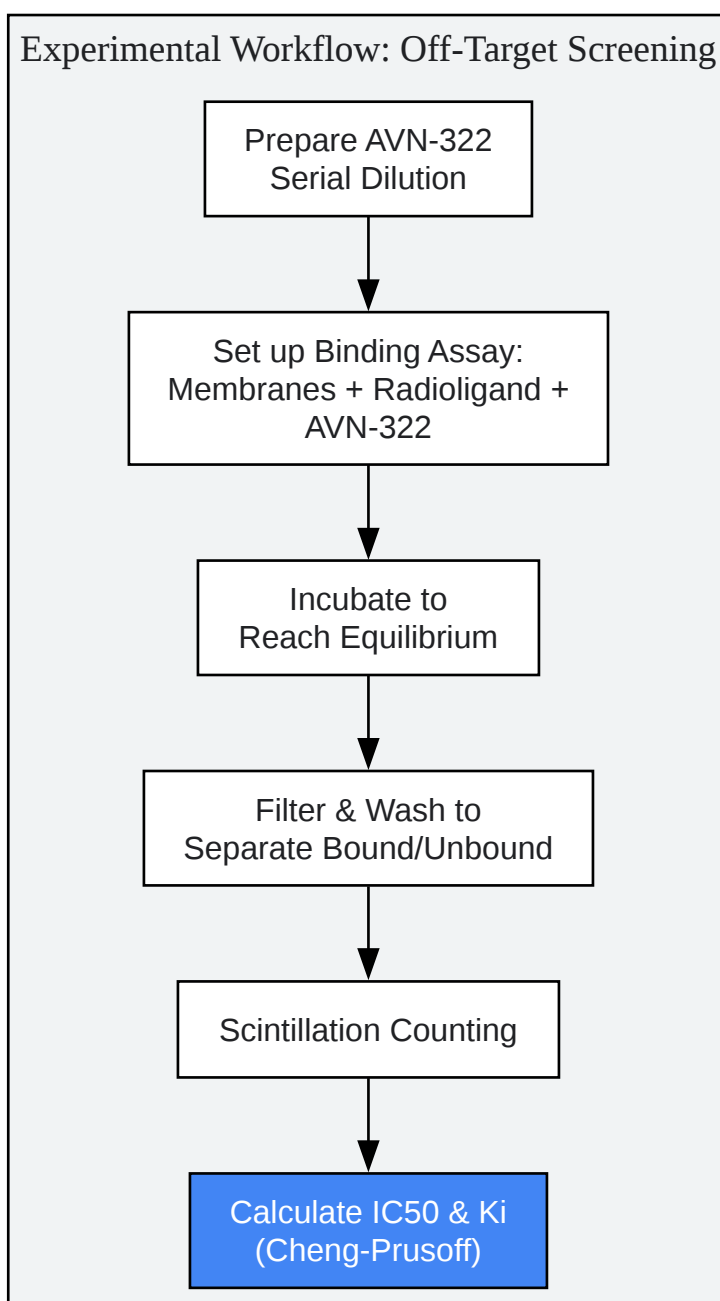 Experimental Workflow: Off-Target Screening
Prepare AVN-322
Serial Dilution
Set up Binding Assay:
Membranes + Radioligand +
AVN-322
Incubate to
Reach Equilibrium
Filter & Wash to
Separate Bound/Unbound
Scintillation Counting
Calculate IC50 & Ki
(Cheng-Prusoff)